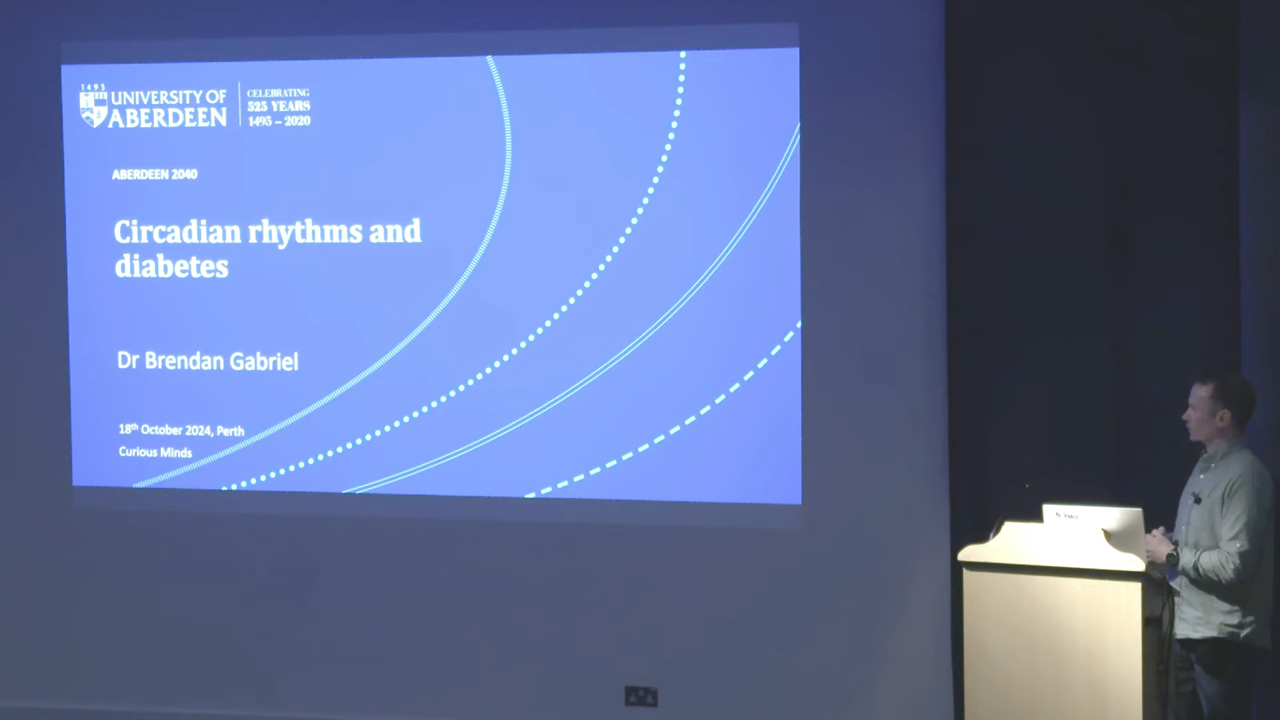 1495
UNIVERSITY OF
ABERDEEN
CELEBRATING
525 YEARS
1495 – 2020
ABERDEEN 2040
Circadian rhythms and
diabetes
Dr Brendan Gabriel
18th October 2024, Perth
Curious Minds